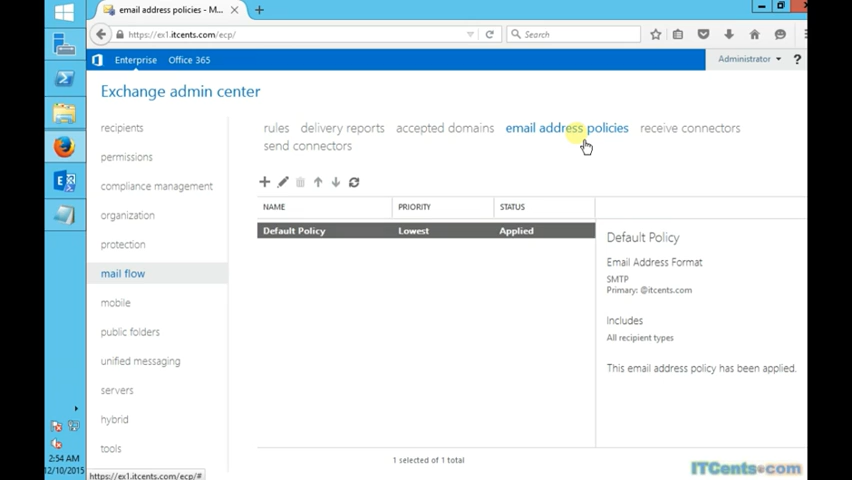 email address policies - M...
https://ex1.itcents.com/ecp/
Search
Enterprise Office 365
Administrator ?
Exchange admin center
recipients
permissions
compliance management
organization
protection
mail flow
mobile
public folders
unified messaging
servers
hybrid
tools
rules delivery reports accepted domains email address policies receive connectors
send connectors
NAME PRIORITY STATUS
Default Policy Lowest Applied
Default Policy
Email Address Format
SMTP
Primary: @itcents.com
Includes
All recipient types
This email address policy has been applied.
1 selected of 1 total
https://ex1.itcents.com/ecp/#
2:54 AM
12/10/2015
ITCents.com